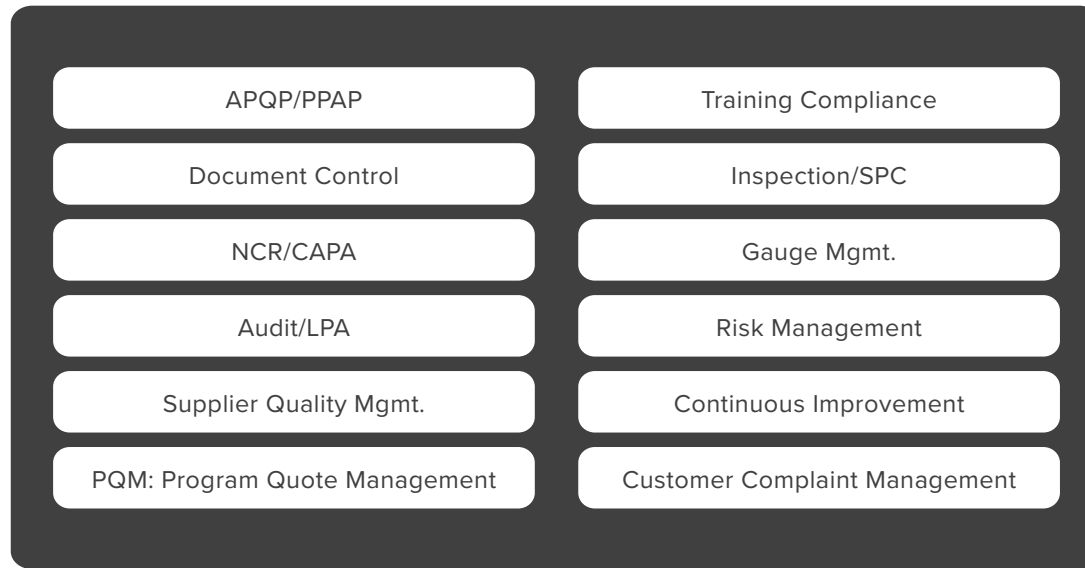 APQP/PPAP
Training Compliance
Document Control
Inspection/SPC
NCR/CAPA
Gauge Mgmt.
Audit/LPA
Risk Management
Supplier Quality Mgmt.
Continuous Improvement
PQM: Program Quote Management
Customer Complaint Management